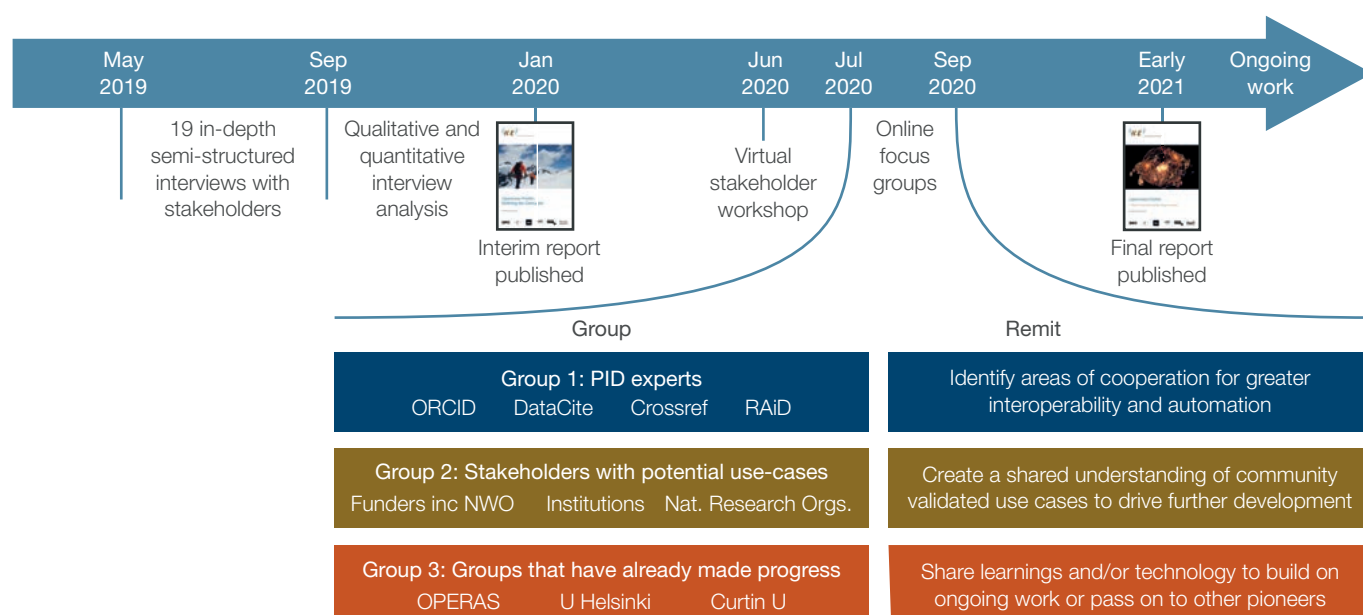 May
2019
Sep
2019
Jan
2020
Jun
2020
Jul
2020
Sep
2020
Early
2021
Ongoing
work
19 in-depth
semi-structured
interviews with
stakeholders
Qualitative and
quantitative
interview
analysis
Interim report
published
Virtual
stakeholder
workshop
Online
focus
groups
Final report
published
Group
Remit
Group 1: PID experts
ORCID DataCite Crossref RAiD
Identify areas of cooperation for greater
interoperability and automation
Group 2: Stakeholders with potential use-cases
Funders inc NWO Institutions Nat. Research Orgs.
Create a shared understanding of community
validated use cases to drive further development
Group 3: Groups that have already made progress
OPERAS U Helsinki Curtin U
Share learnings and/or technology to build on
ongoing work or pass on to other pioneers